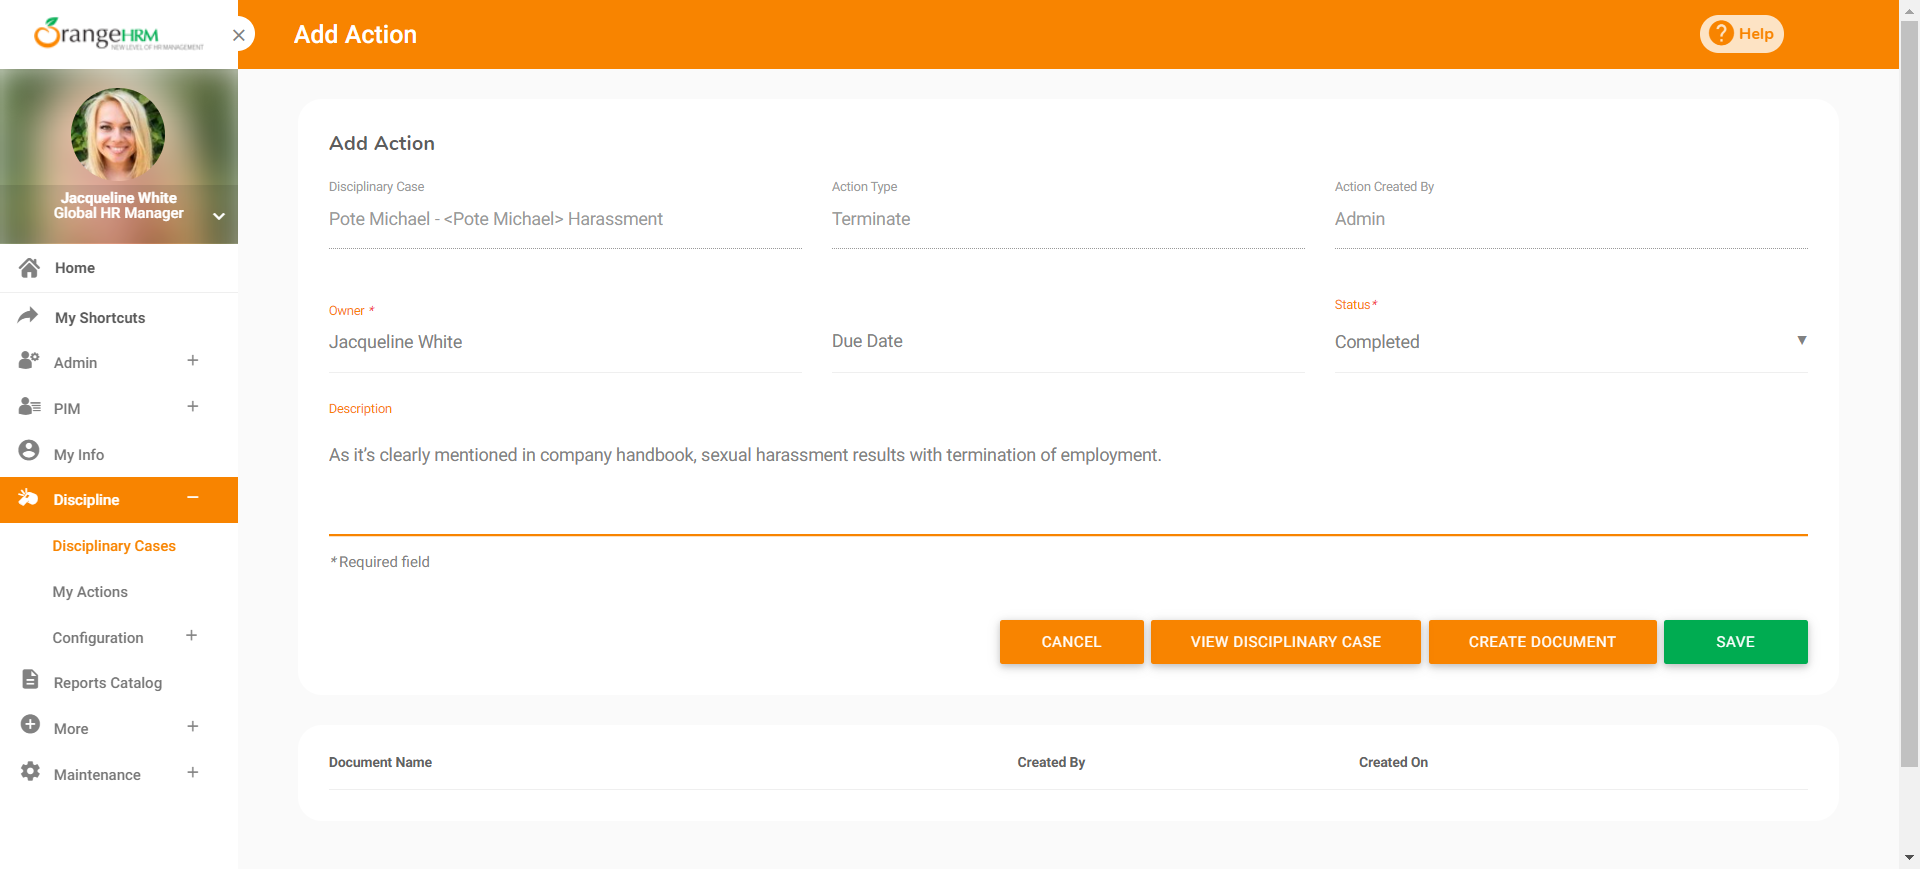 OrangeHRM
NEW LEVEL OF HR MANAGEMENT
Add Action
? Help
Jacqueline White
Global HR Manager
Home
My Shortcuts
Admin
PIM
My Info
Discipline
Disciplinary Cases
My Actions
Configuration
Reports Catalog
More
Maintenance
Add Action
Disciplinary Case
Action Type
Action Created By
Pote Michael - <Pote Michael> Harassment
Terminate
Admin
Owner *
Status*
Jacqueline White
Due Date
Completed
Description
As it’s clearly mentioned in company handbook, sexual harassment results with termination of employment.
* Required field
CANCEL
VIEW DISCIPLINARY CASE
CREATE DOCUMENT
SAVE
Document Name
Created By
Created On